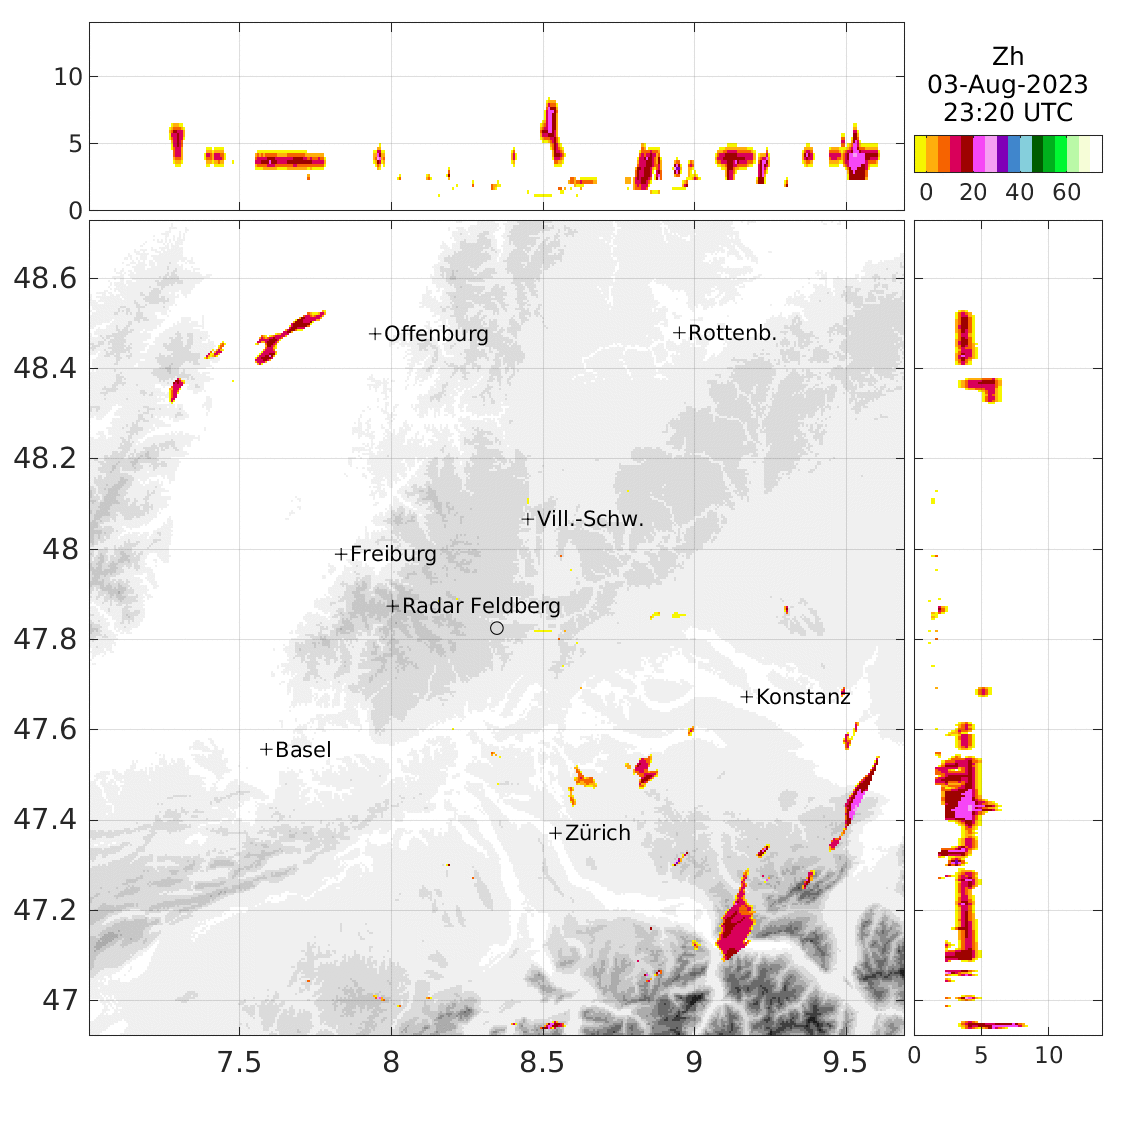 10
5
0
Zh
03-Aug-2023
23:20 UTC
0 20 40 60
48.6
48.4
48.2
48
47.8
47.6
47.4
47.2
47
+Offenburg
+Rottenb.
+Vill.-Schw.
+Freiburg
+Radar Feldberg
+Konstanz
+Basel
+Zürich
7.5 8 8.5 9 9.5
0 5 10